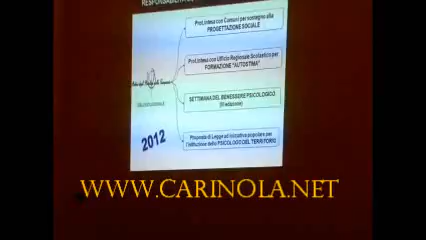 Prot.Intesa con Comuni per sostegno alla
PROGETTAZIONE SOCIALE
Prot.Intesa con Ufficio Regionale Scolastico per
FORMAZIONE "AUTOSTIMA"
SETTIMANA DEL BENESSERE PSICOLOGICO
(III edizione)
2012
Proposta di Legge ad iniziativa popolare per
l'istituzione dello PSICOLOGO DEL TERRITORIO
WWW.CARINOLA.NET